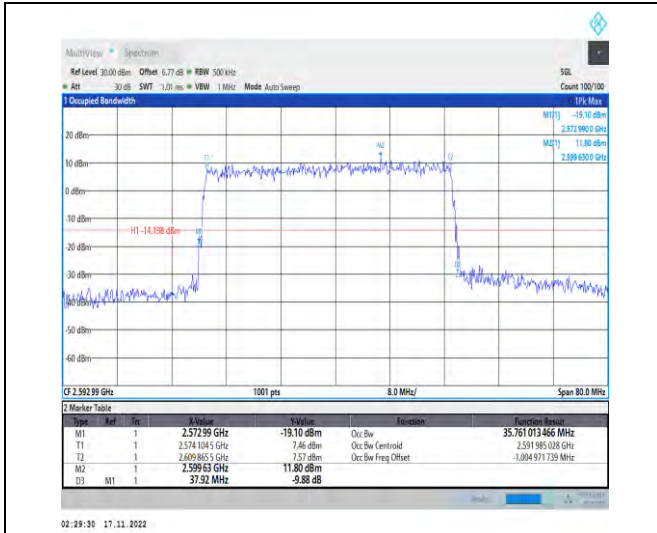 MultiView Spectrum
Ref Level 30.00 dBm Offset 6.77 dB RBW 500 kHz SGL
Att 30 dB SWT 1.01 ms VBW 1 MHz Mode Auto Sweep Count 100/100
1 Occupied Bandwidth 1Pk Max
M1[1] -19.10 dBm
2.572 990 0 GHz
M2[1] 11.80 dBm
2.599 630 0 GHz
20 dBm
M2
T2
10 dBm
0 dBm
-10 dBm
H1 -14.198 dBm
-20 dBm
-30 dBm
-40 dBm
-50 dBm
-60 dBm
CF 2.592 99 GHz 1001 pts 8.0 MHz/ Span 80.0 MHz
2 Marker Table
Type Ref Trc X-Value Y-Value Function Function Result
M1 1 2.572 99 GHz -19.10 dBm Occ Bw 35.761 013 466 MHz
T1 1 2.574 104 5 GHz 7.46 dBm Occ Bw Centroid 2.591 985 028 GHz
T2 1 2.609 865 5 GHz 7.57 dBm Occ Bw Freq Offset -1.004 971 739 MHz
M2 1 2.599 63 GHz 11.80 dBm
D3 M1 1 37.92 MHz -9.88 dB
02:29:30 17.11.2022